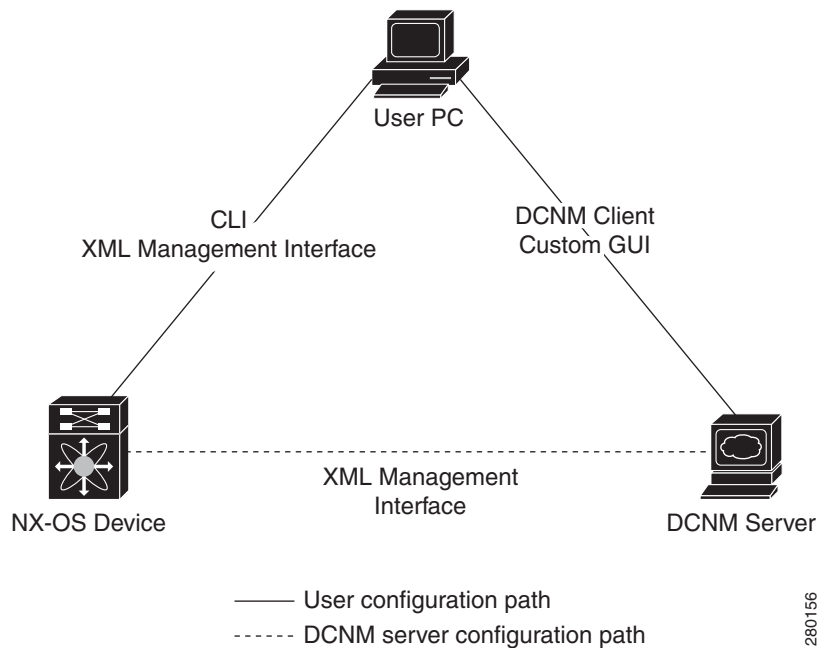 User PC
CLI
XML Management Interface
DCNM Client
Custom GUI
XML Management
Interface
NX-OS Device
DCNM Server
User configuration path
DCNM server configuration path
280156